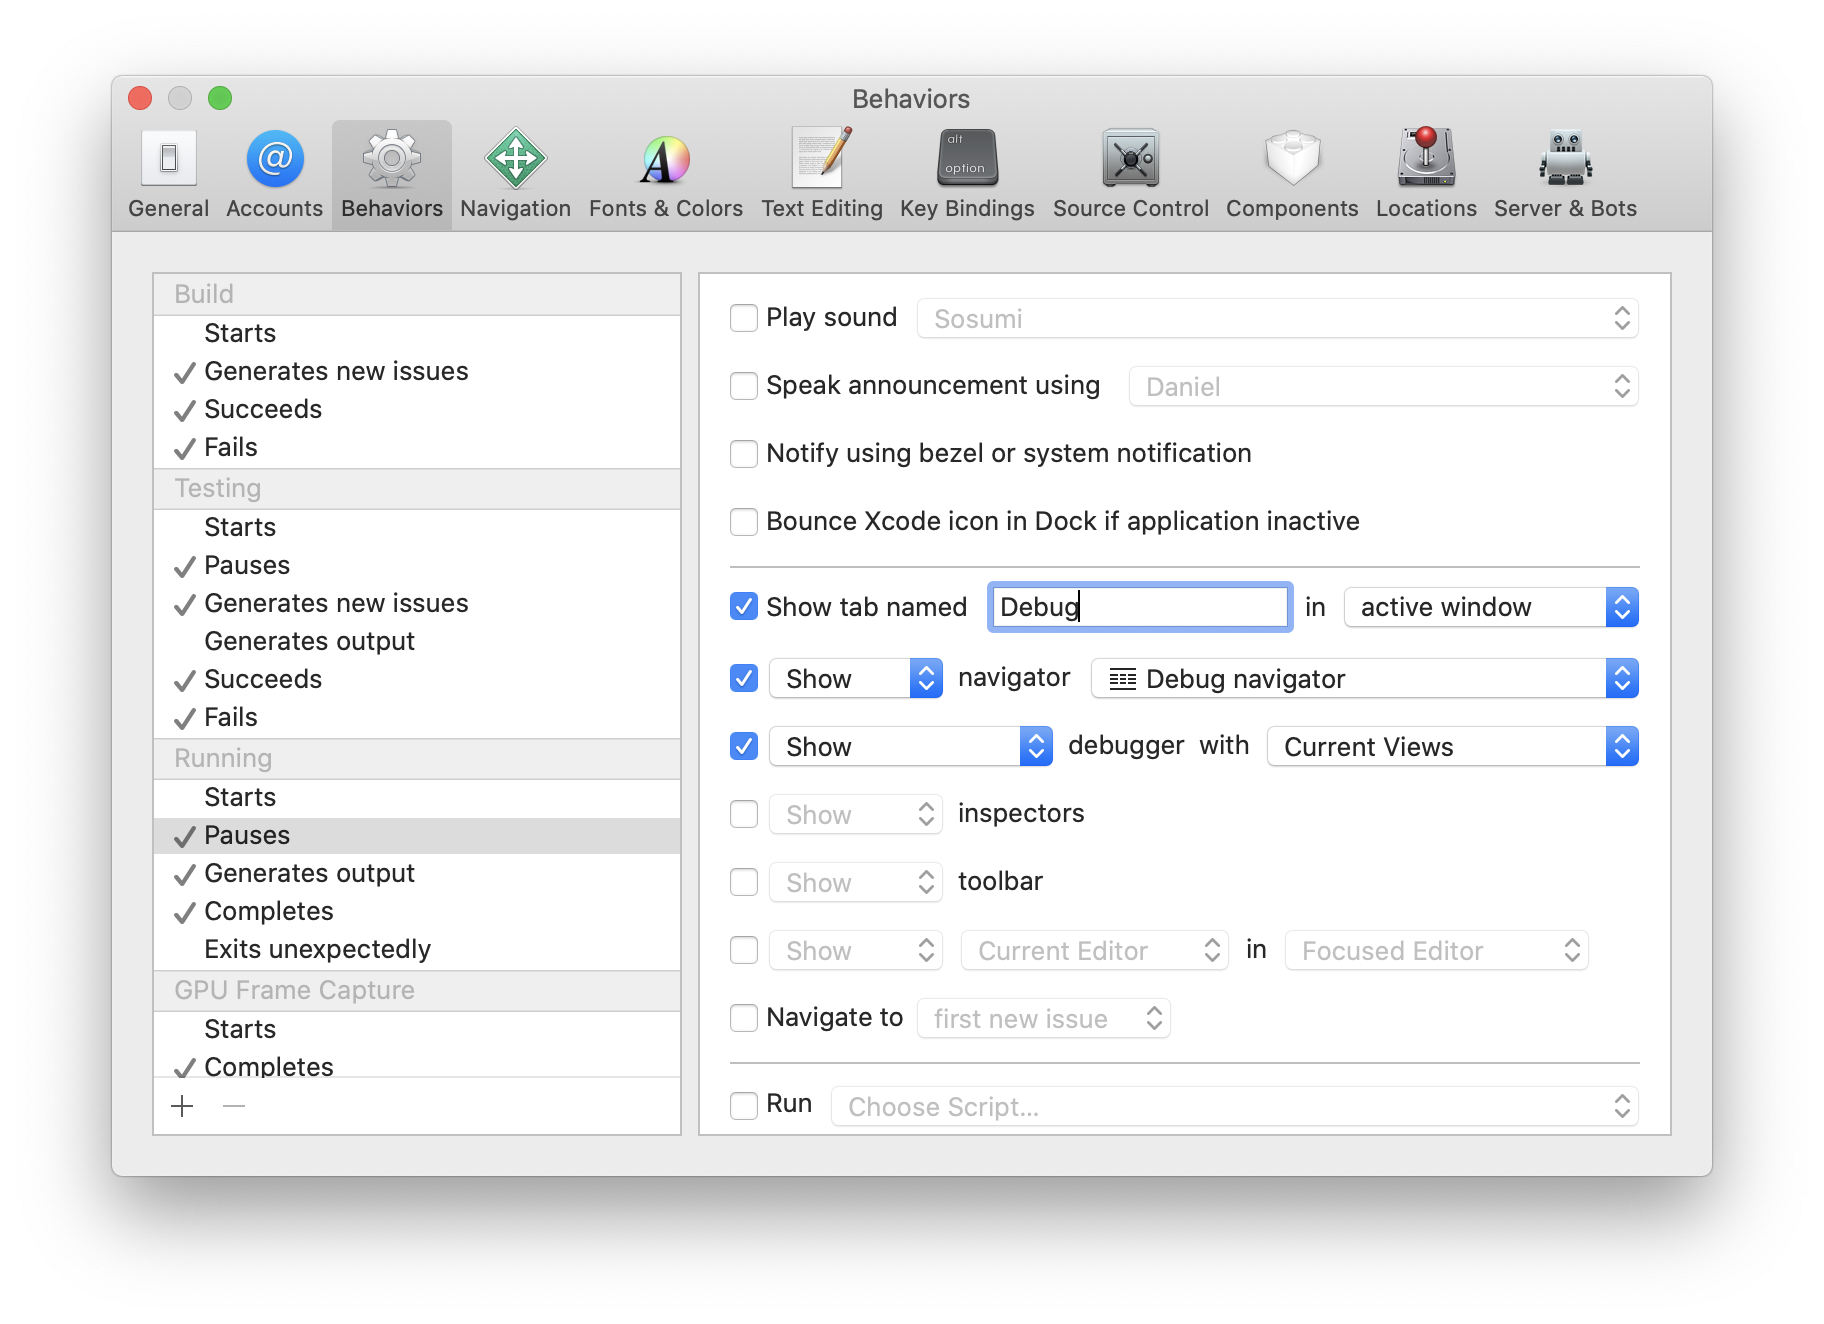 Behaviors
alt
option
General Accounts Behaviors Navigation Fonts & Colors Text Editing Key Bindings Source Control Components Locations Server & Bots
Build
Starts
Generates new issues
Succeeds
Fails
Testing
Starts
Pauses
Generates new issues
Generates output
Succeeds
Fails
Running
Starts
Pauses
Generates output
Completes
Exits unexpectedly
GPU Frame Capture
Starts
Completes
Play sound Sosumi
Speak announcement using Daniel
Notify using bezel or system notification
Bounce Xcode icon in Dock if application inactive
Show tab named Debug in active window
Show navigator Debug navigator
Show debugger with Current Views
Show inspectors
Show toolbar
Show Current Editor in Focused Editor
Navigate to first new issue
Run Choose Script...